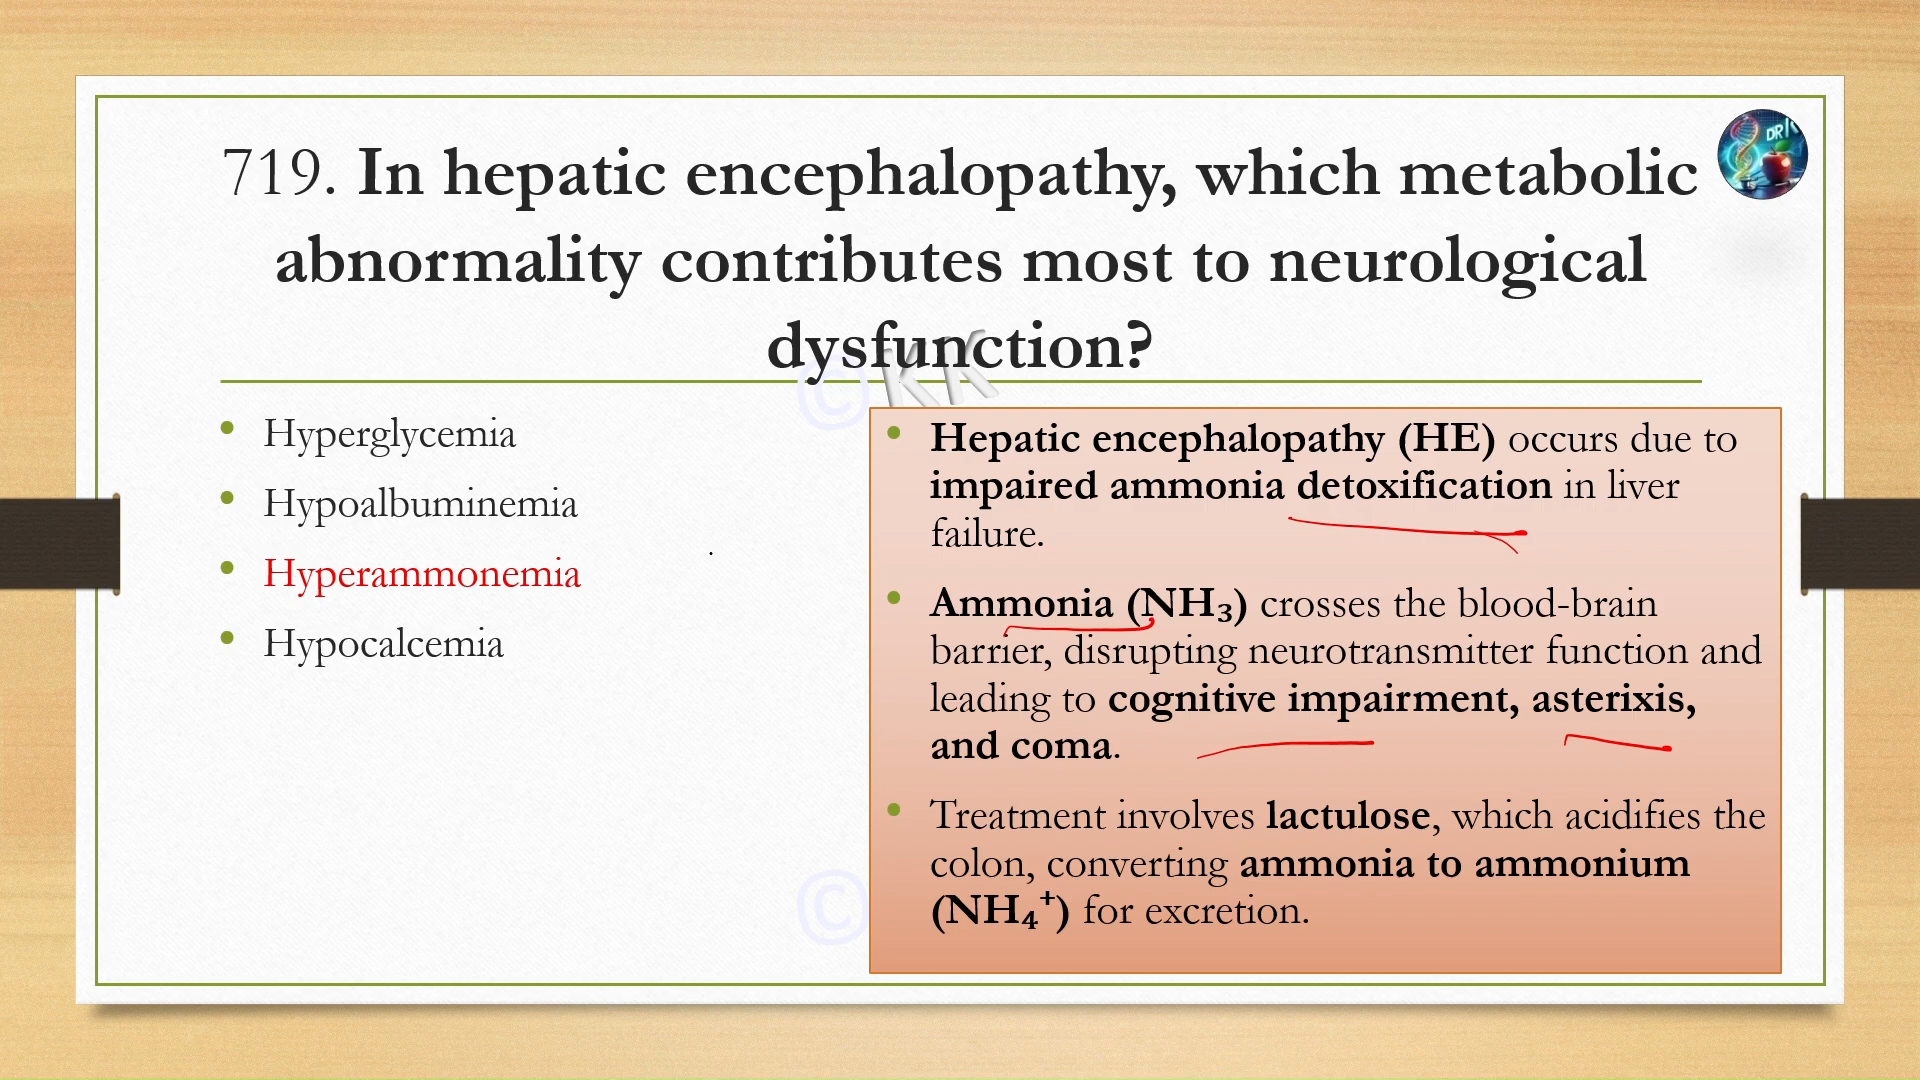 719. In hepatic encephalopathy, which metabolic
abnormality contributes most to neurological
dysfunction?
• Hyperglycemia
• Hypoalbuminemia
• Hyperammonemia
• Hypocalcemia
• Hepatic encephalopathy (HE) occurs due to
impaired ammonia detoxification in liver
failure.
• Ammonia (NH₃) crosses the blood-brain
barrier, disrupting neurotransmitter function and
leading to cognitive impairment, asterixis,
and coma.
• Treatment involves lactulose, which acidifies the
colon, converting ammonia to ammonium
(NH₄⁺) for excretion.
©KK
©